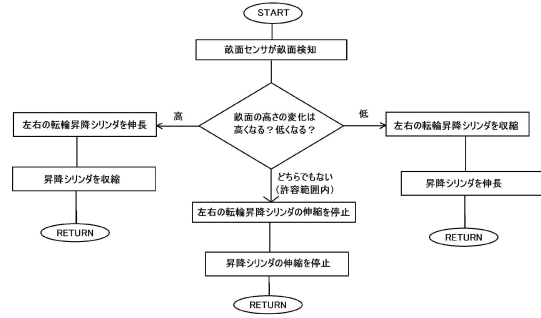 START
畝面センサが畝面検知
畝面の高さの変化は
高くなる？低くなる？
高
左右の転輪昇降シリンダを伸長
昇降シリンダを収縮
RETURN
どちらでもない
（許容範囲内）
左右の転輪昇降シリンダの伸縮を停止
昇降シリンダの伸縮を停止
RETURN
低
左右の転輪昇降シリンダを収縮
昇降シリンダを伸長
RETURN